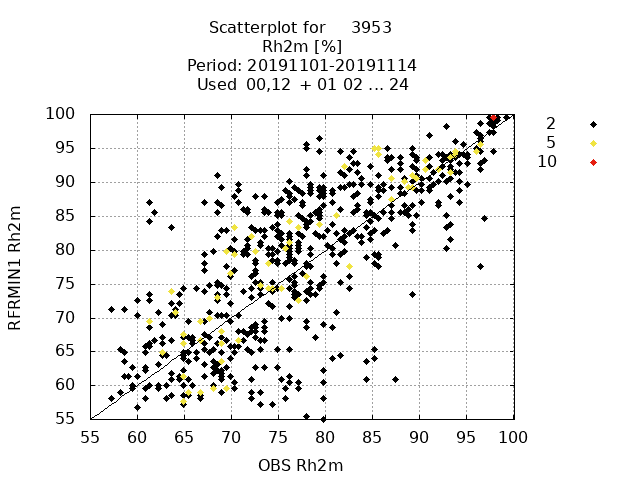 Scatterplot for 3953
Rh2m [%]
Period: 20191101-20191114
Used 00,12 + 01 02 ... 24
100
95
90
85
80
75
70
65
60
55
55 60 65 70 75 80 85 90 95 100
RFRMIN1 Rh2m
OBS Rh2m
2
5
10